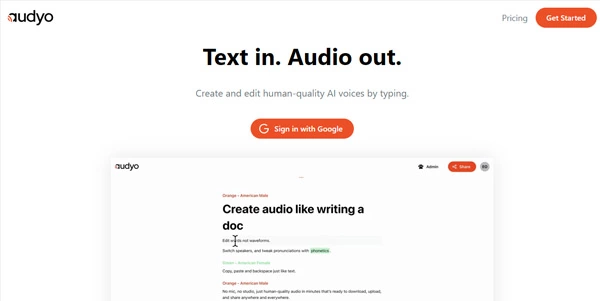 audyo
Pricing
Get Started
Text in. Audio out.
Create and edit human-quality AI voices by typing.
Sign in with Google
audyo
Admin
Share
Orange - American Male
Create audio like writing a
doc
Edit words not waveforms.
Switch speakers, and tweak pronunciations with phonetics.
American Female
Copy, paste and backspace just like text.
Orange - American Male
No mic, no studio, just human-quality audio in minutes that's ready to download, upload,
and share anytime and everywhere.